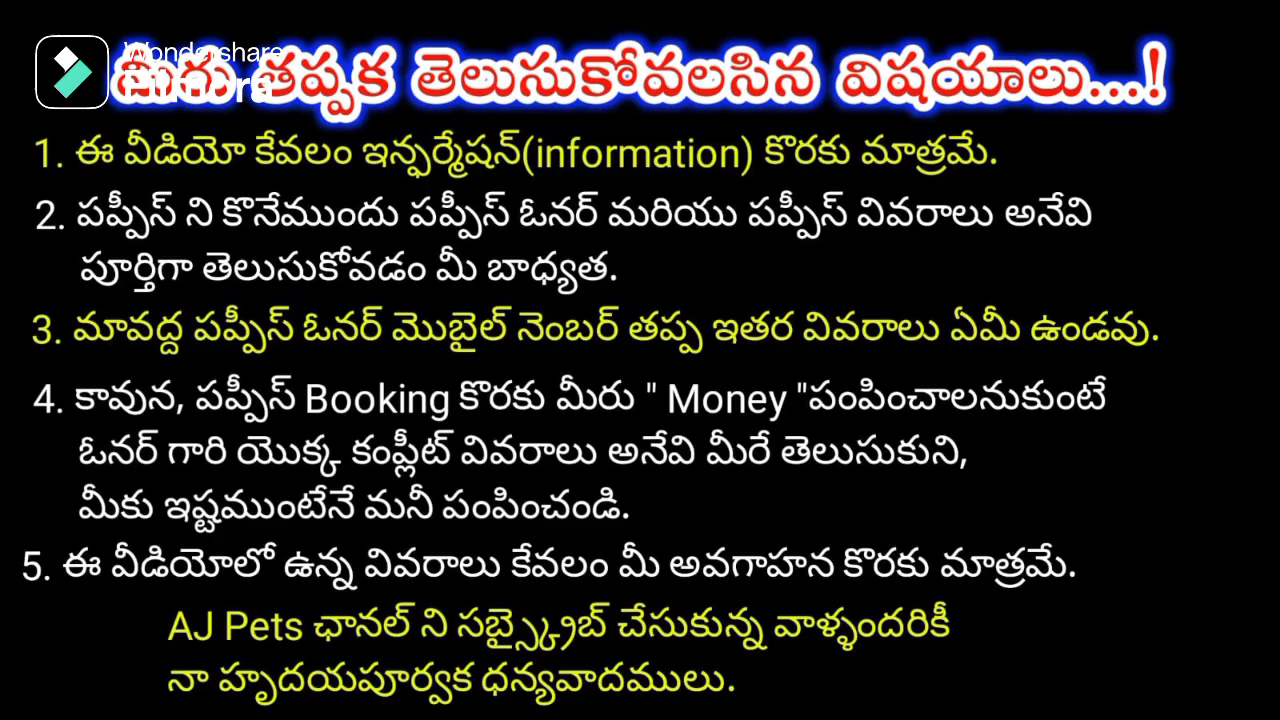 Wondershare
Filmora
మీరు తప్పక తెలుసుకోవలసిన విషయాలు...!
1. ఈ వీడియో కేవలం ఇన్ఫర్మేషన్(information) కొరకు మాత్రమే.
2. పప్పీస్ ని కొనేముందు పప్పీస్ ఓనర్ మరియు పప్పీస్ వివరాలు అనేవి
పూర్తిగా తెలుసుకోవడం మీ బాధ్యత.
3. మావద్ద పప్పీస్ ఓనర్ మొబైల్ నెంబర్ తప్ప ఇతర వివరాలు ఏమీ ఉండవు.
4. కావున, పప్పీస్ Booking కొరకు మీరు " Money "పంపించాలనుకుంటే
ఓనర్ గారి యొక్క కంప్లీట్ వివరాలు అనేవి మీరే తెలుసుకుని,
మీకు ఇష్టముంటేనే మనీ పంపించండి.
5. ఈ వీడియోలో ఉన్న వివరాలు కేవలం మీ అవగాహన కొరకు మాత్రమే.
AJ Pets ఛానల్ ని సబ్స్క్రైబ్ చేసుకున్న వాళ్ళందరికీ
నా హృదయపూర్వక ధన్యవాదములు.